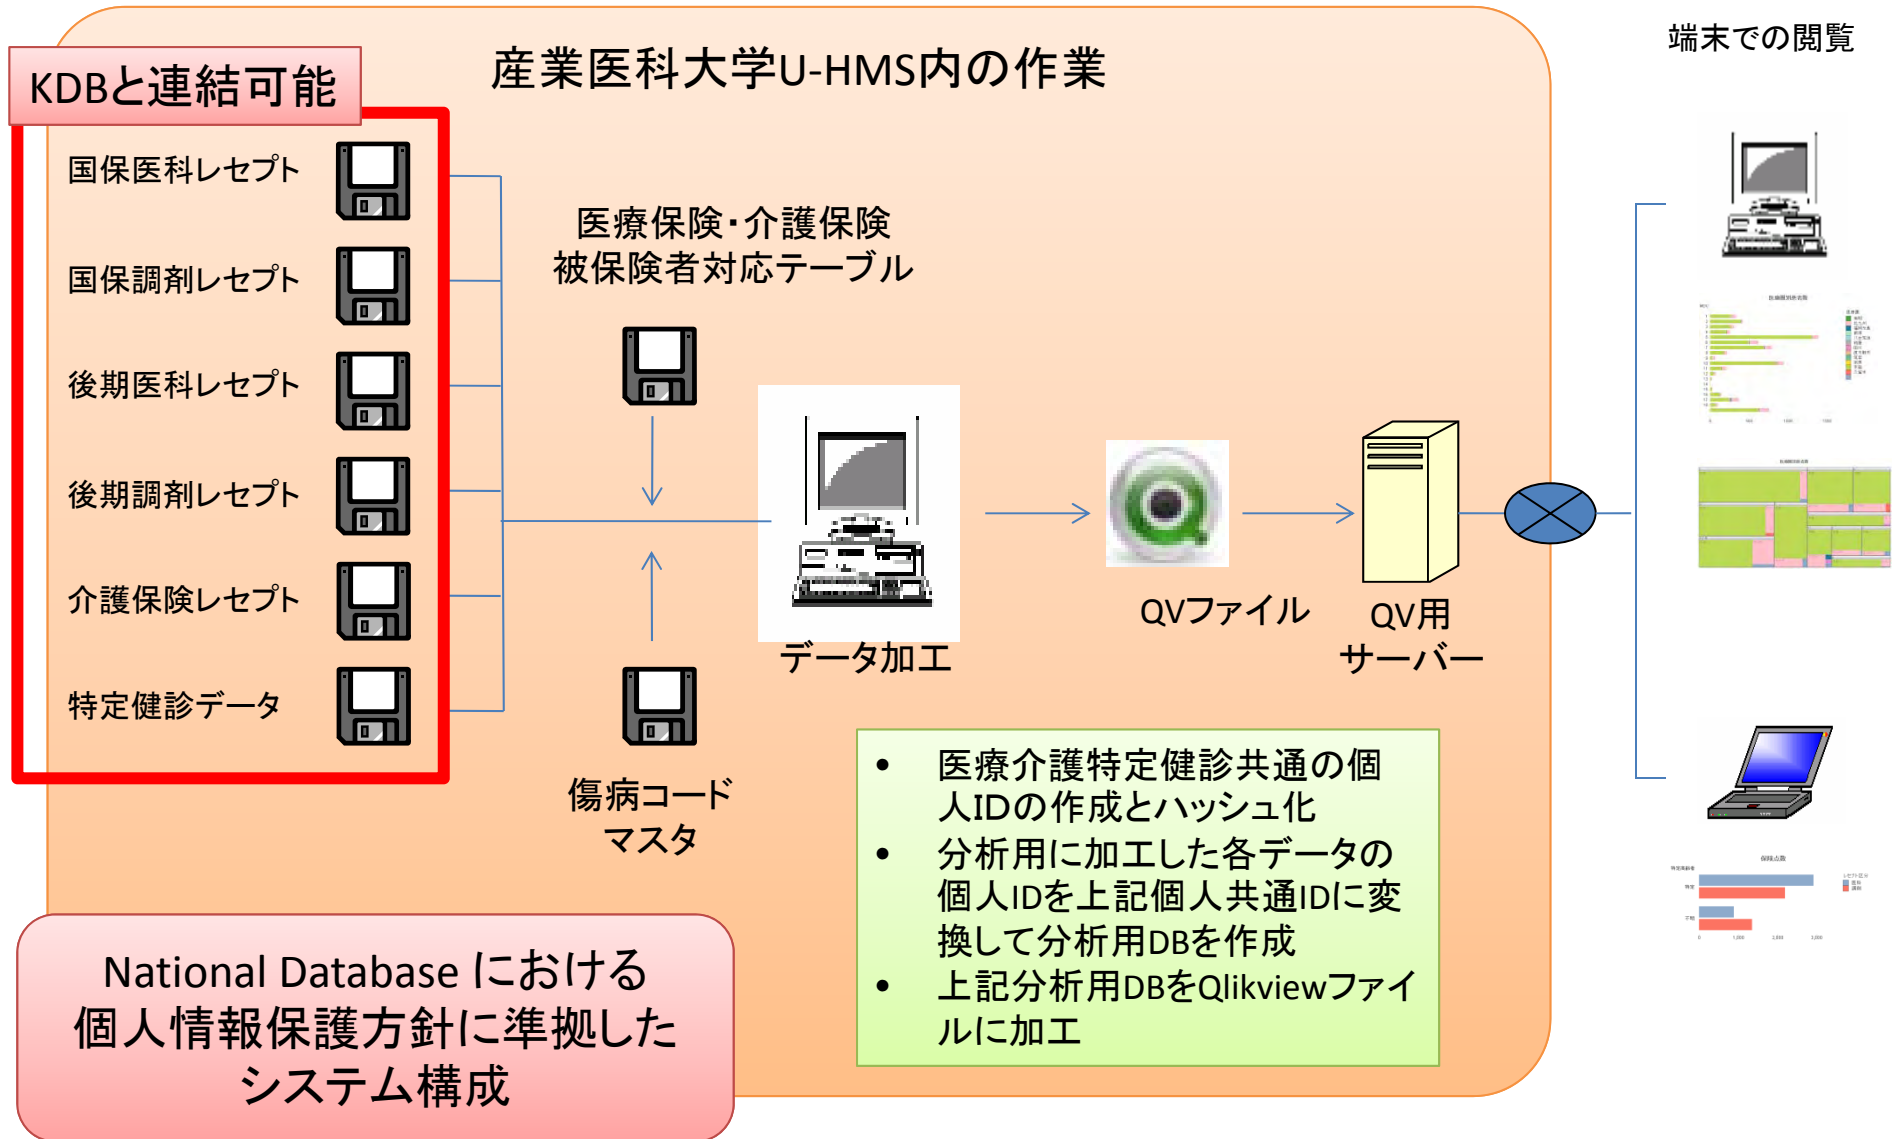 産業医科大学U-HMS内の作業
端末での閲覧
KDBと連結可能
国保医科レセプト
国保調剤レセプト
後期医科レセプト
後期調剤レセプト
介護保険レセプト
特定健診データ
医療保険・介護保険
被保険者対応テーブル
傷病コード
マスタ
データ加工
QVファイル
QV用
サーバー
• 医療介護特定健診共通の個
人IDの作成とハッシュ化
• 分析用に加工した各データの
個人IDを上記個人共通IDに変
換して分析用DBを作成
• 上記分析用DBをQlikviewファイ
ルに加工
National Database における
個人情報保護方針に準拠した
システム構成
保険点数
0 1,000 2,000 3,000